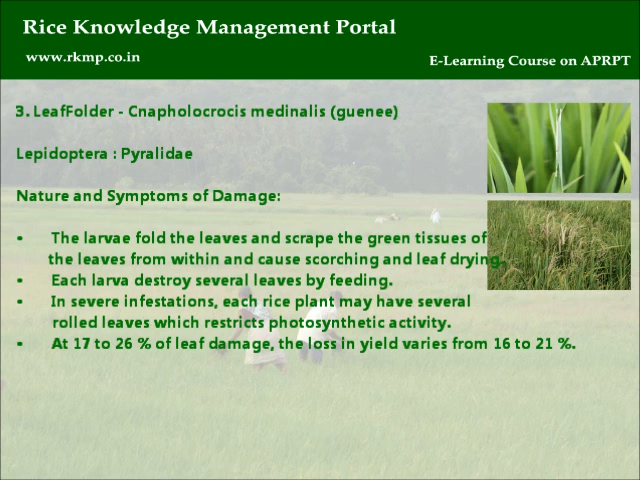 Rice Knowledge Management Portal
www.rkmp.co.in
E-Learning Course on APRPT
3. LeafFolder - Cnapholocrocis medinalis (guenee)
Lepidoptera : Pyralidae
Nature and Symptoms of Damage:
• The larvae fold the leaves and scrape the green tissues of
the leaves from within and cause scorching and leaf drying.
• Each larva destroy several leaves by feeding.
• In severe infestations, each rice plant may have several
rolled leaves which restricts photosynthetic activity.
• At 17 to 26 % of leaf damage, the loss in yield varies from 16 to 21 %.